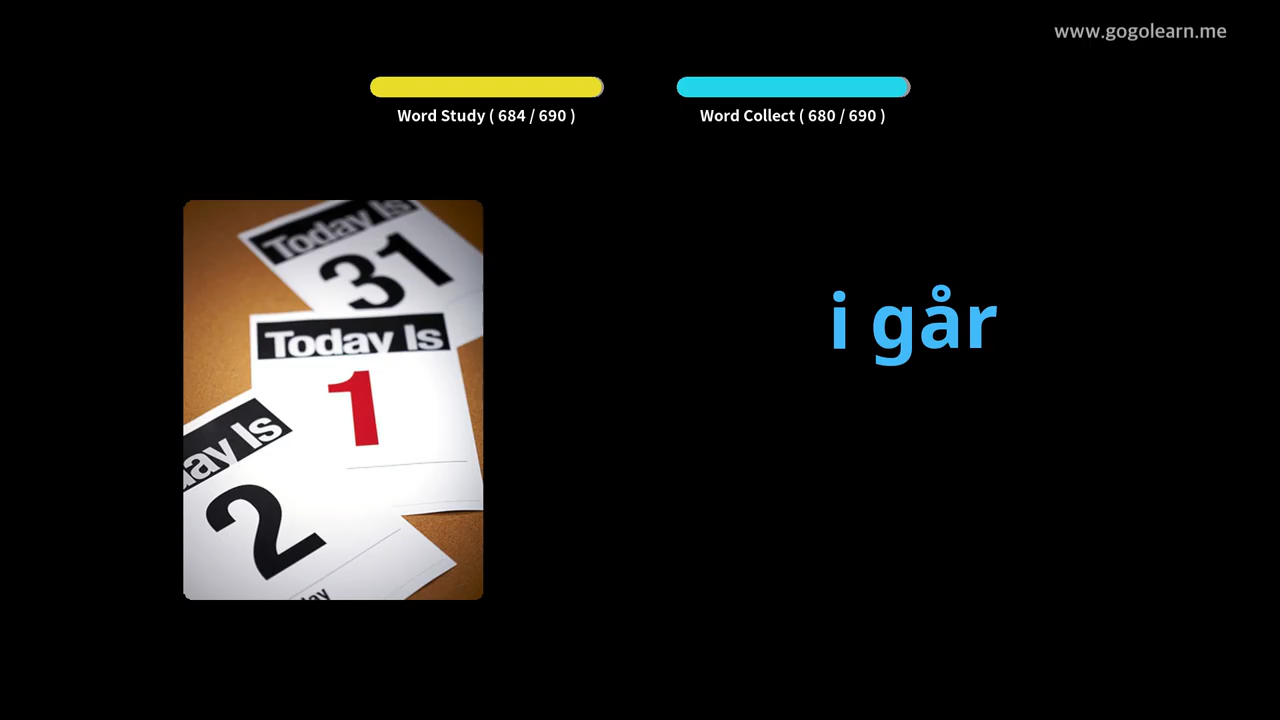 www.gogolearn.me
Word Study ( 684 / 690 )
Word Collect ( 680 / 690 )
Today Is
31
Today Is
1
ay Is
2
i går